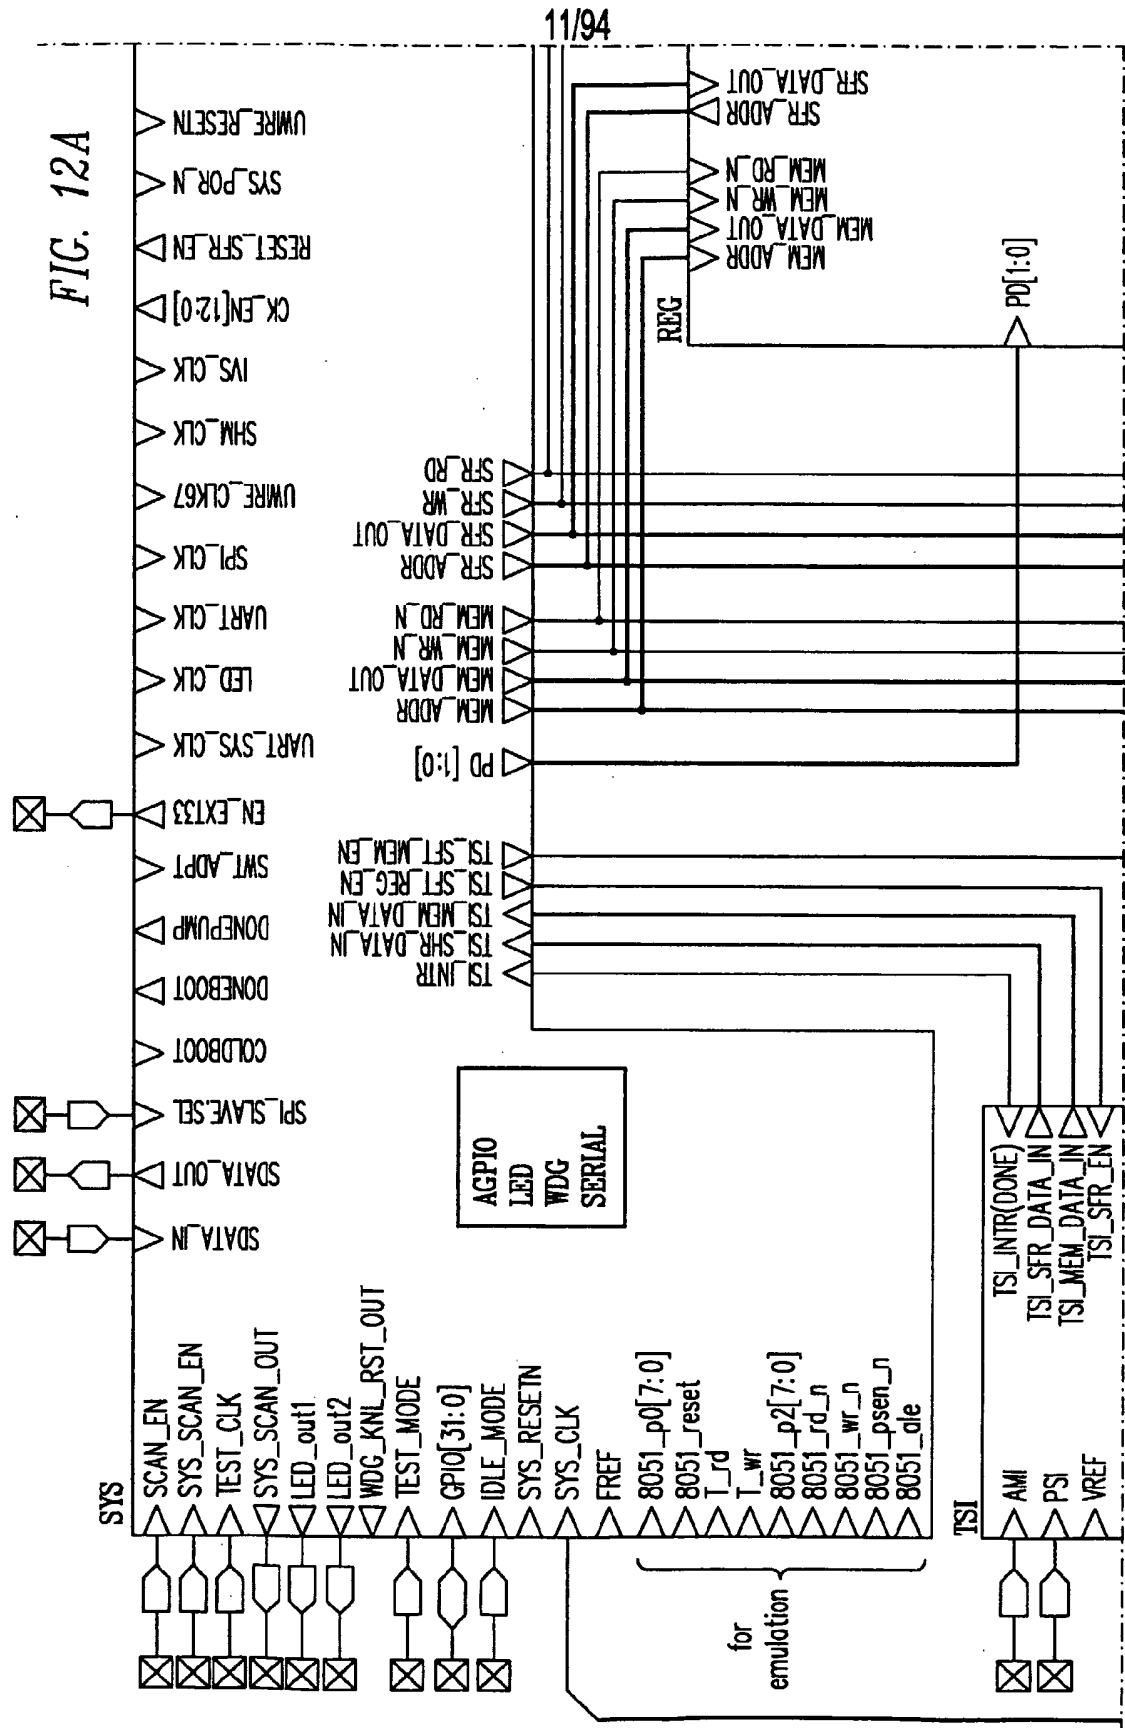 11/94
FIG. 12A
UWRE_RESETN
SYS_POR_N
RESET_SFR_EN
CK_EN[12:0]
IVS_CLK
SHM_CLK
UWRE_CLK67
SPI_CLK
UART_CLK
LED_CLK
UART_SYS_CLK
EN_EXT33
SWT_ADPT
DONEPUMP
DONEBOOT
COLDBOOT
SPI_SLAVE.SEL
SDATA_OUT
SDATA_IN
SYS
SCAN_EN
SYS_SCAN_EN
TEST_CLK
SYS_SCAN_OUT
LED_out1
LED_out2
WDG_KNL_RST_OUT
TEST_MODE
GPIO[31:0]
IDLE_MODE
SYS_RESETN
SYS_CLK
FREF
8051_p0[7:0]
8051_reset
T_rd
T_wr
8051_p2[7:0]
8051_rd_n
8051_wr_n
8051_psen_n
8051_ale
for
emulation
AGPIO
LED
WDG
SERIAL
SFR_RD
SFR_WR
SFR_DATA_OUT
SFR_ADDR
MEM_RD_N
MEM_WR_N
MEM_DATA_OUT
MEM_ADDR
PD [1:0]
TSI_SFT_MEM_EN
TSI_SFT_REG_EN
TSI_MEM_DATA_IN
TSI_SHR_DATA_IN
TSI_INTR
REG
SFR_DATA_OUT
SFR_ADDR
MEM_RD_N
MEM_WR_N
MEM_DATA_OUT
MEM_ADDR
PD[1:0]
TSI
AMI
PSI
VREF
TSI_INTR(DONE)
TSI_SFR_DATA_IN
TSI_MEM_DATA_IN
TSI_SFR_EN